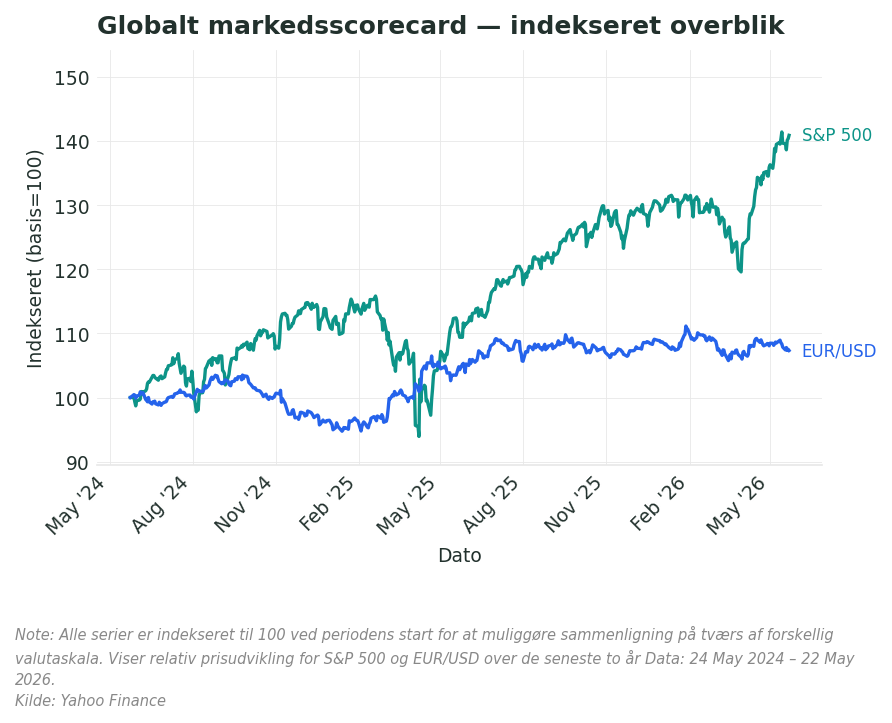 Globalt markedsscorecard — indekseret overblik
Indekseret (basis=100)
150
140
130
120
110
100
90
S&P 500
EUR/USD
May '24
Aug '24
Nov '24
Feb '25
May '25
Aug '25
Nov '25
Feb '26
May '26
Dato
Note: Alle serier er indekseret til 100 ved periodens start for at muliggøre sammenligning på tværs af forskellig
valutaskala. Viser relativ prisudvikling for S&P 500 og EUR/USD over de seneste to år Data: 24 May 2024 – 22 May
2026.
Kilde: Yahoo Finance